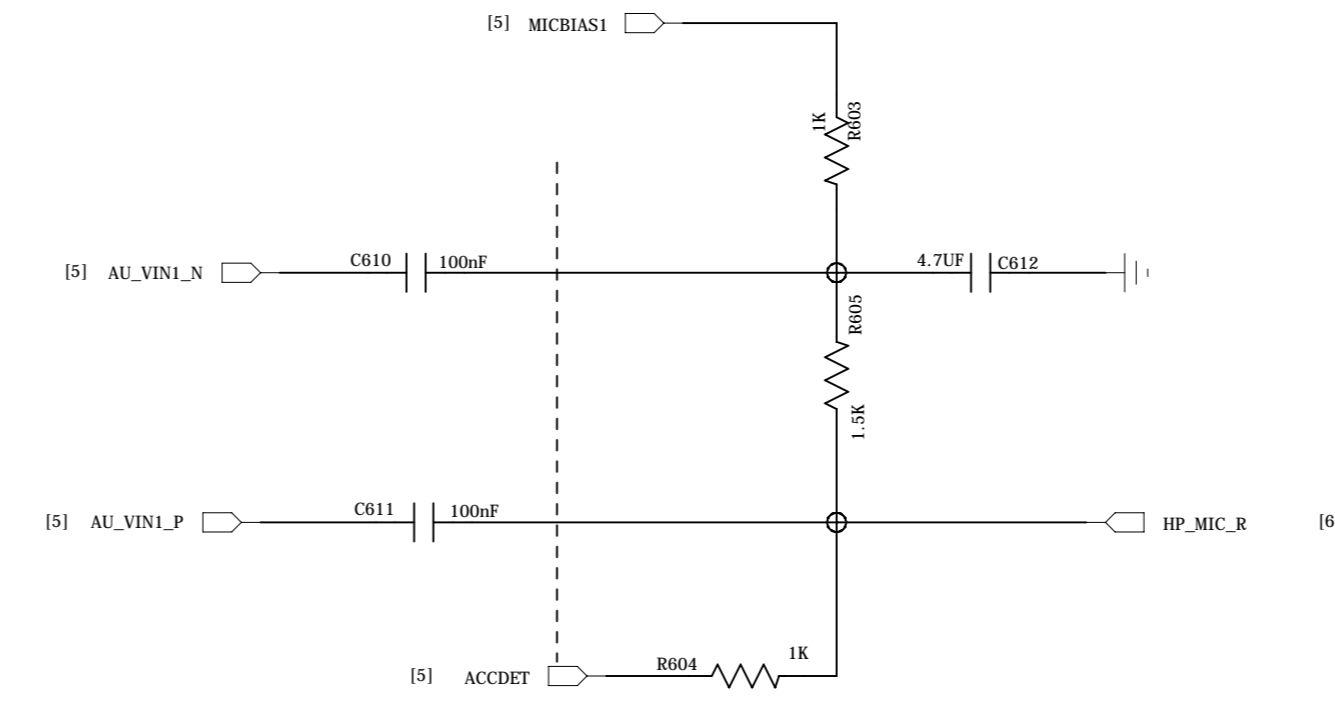 [5] MICBIAS1
1K
R603
[5] AU_VIN1_N
C610 100nF
4.7UF C612
R605
1.5K
[5] AU_VIN1_P
C611 100nF
HP_MIC_R [6
[5] ACCDET
R604 1K